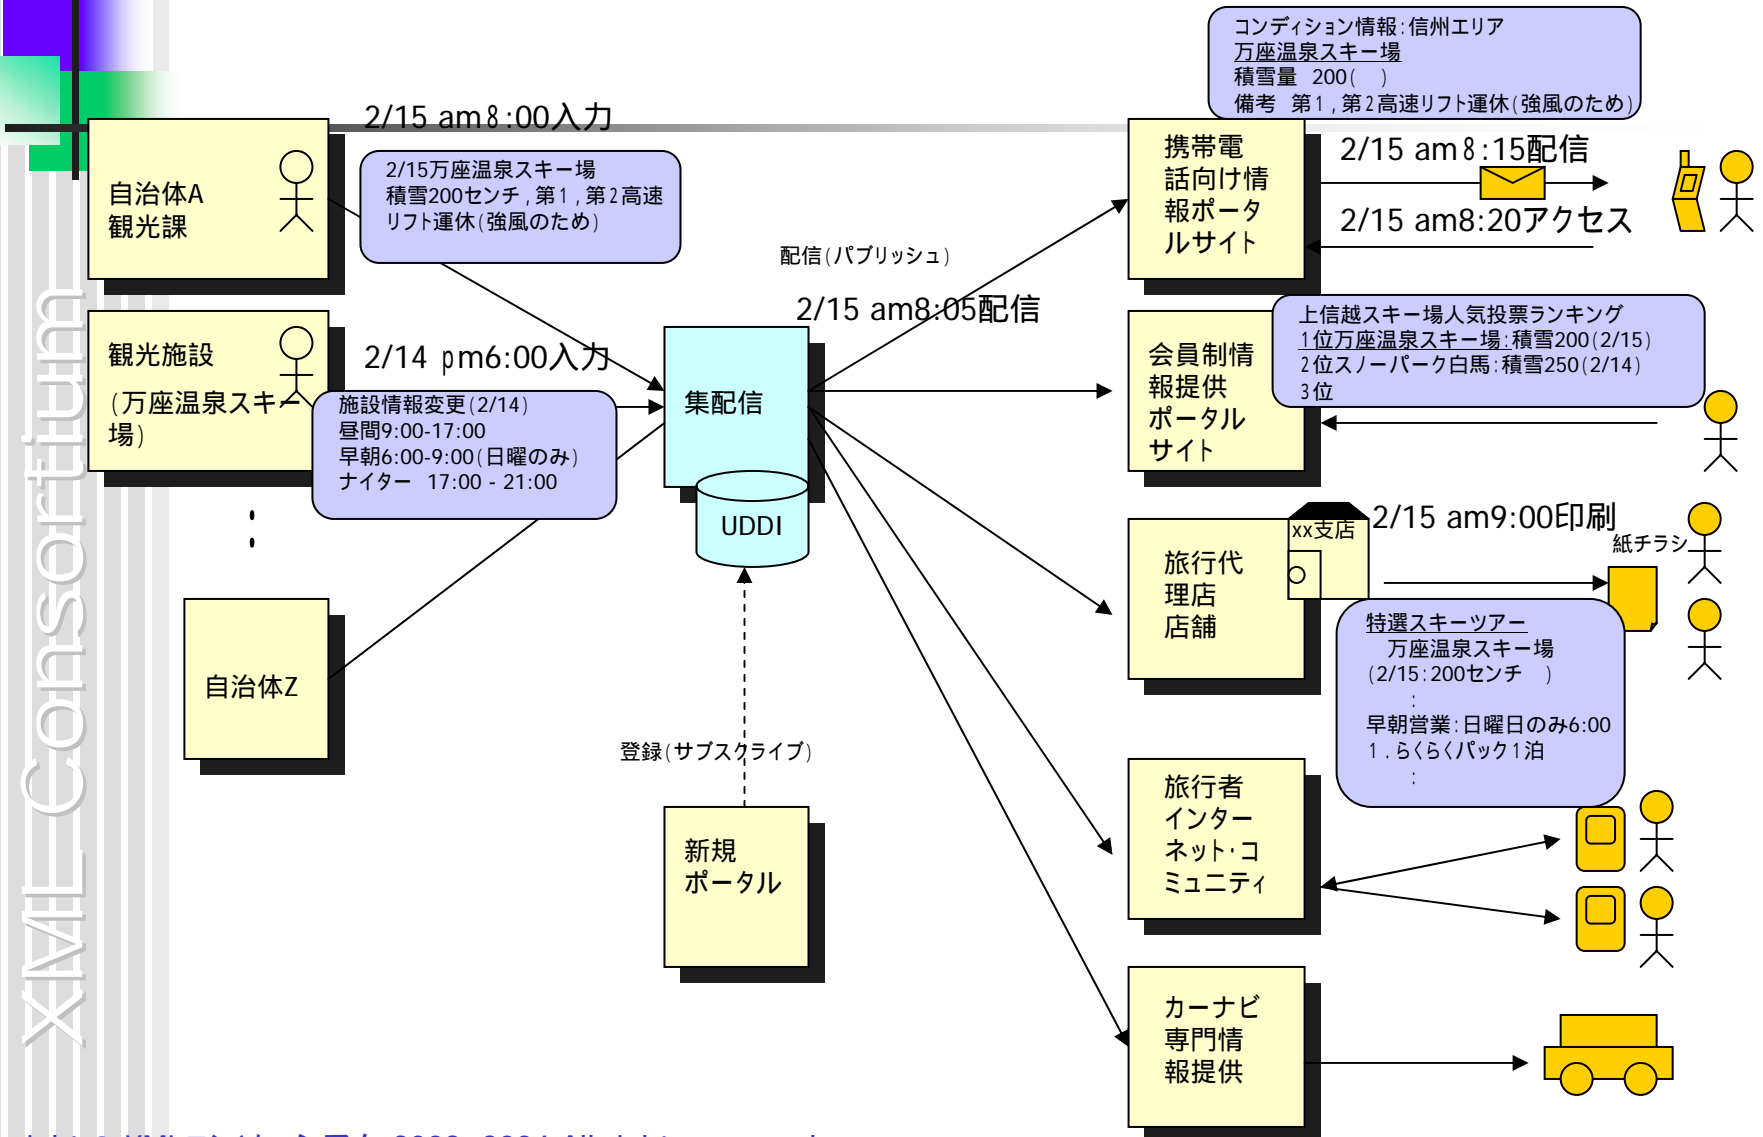 コンディション情報:信州エリア
万座温泉スキー場
積雪量 200( )
備考 第1,第2高速リフト運休(強風のため)
2/15 am8:00入力
自治体A
観光課
2/15万座温泉スキー場
積雪200センチ,第1,第2高速
リフト運休(強風のため)
携帯電
話向け情
報ポータ
ルサイト
2/15 am8:15配信
2/15 am8:20アクセス
配信(パブリッシュ)
2/15 am8:05配信
観光施設
(万座温泉スキー
場)
2/14 pm6:00入力
施設情報変更(2/14)
昼間9:00-17:00
早朝6:00-9:00(日曜のみ)
ナイター 17:00 - 21:00
集配信
UDDI
会員制情
報提供
ポータル
サイト
上信越スキー場人気投票ランキング
1位万座温泉スキー場:積雪200(2/15)
2位スノーパーク白馬:積雪250(2/14)
3位
:
自治体Z
旅行代
理店
店舗
xx支店
2/15 am9:00印刷
紙チラシ
特選スキーツアー
万座温泉スキー場
(2/15:200センチ )
:
早朝営業:日曜日のみ6:00
1.らくらくパック1泊
:
登録(サブスクライブ)
新規
ポータル
旅行者
インター
ネット・コ
ミュニティ
カーナビ
専門情
報提供
XML Consortium